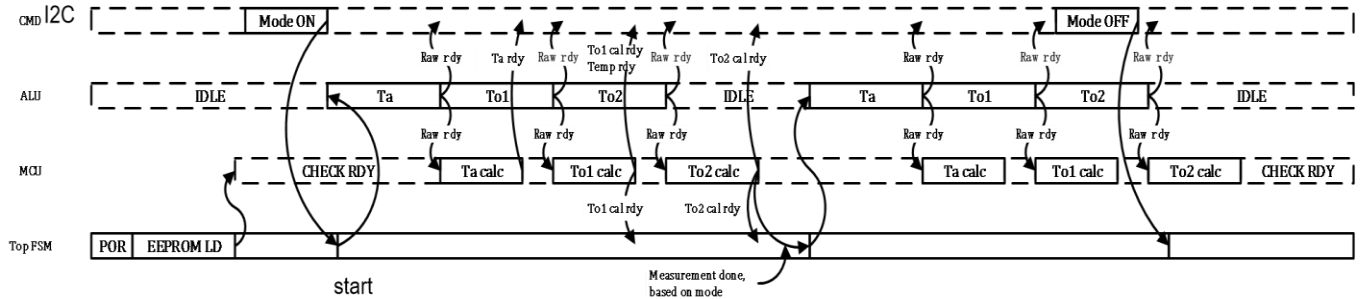 CMD I2C
Mode ON
Mode OFF
Raw rdy
Ta rdy
Raw rdy
To1 cal rdy
Temp rdy
Raw rdy
To2 cal rdy
Raw rdy
Raw rdy
Raw rdy
ALU
IDLE
Ta
To1
To2
IDLE
Ta
To1
To2
IDLE
Raw rdy
Raw rdy
Raw rdy
Raw rdy
Raw rdy
Raw rdy
MCU
CHECK RDY
Ta calc
To1 calc
To2 calc
Ta calc
To1 calc
To2 calc
CHECK RDY
To1 cal rdy
To2 cal rdy
Top FSM
POR
EEPROM LD
start
Measurement done,
based on mode